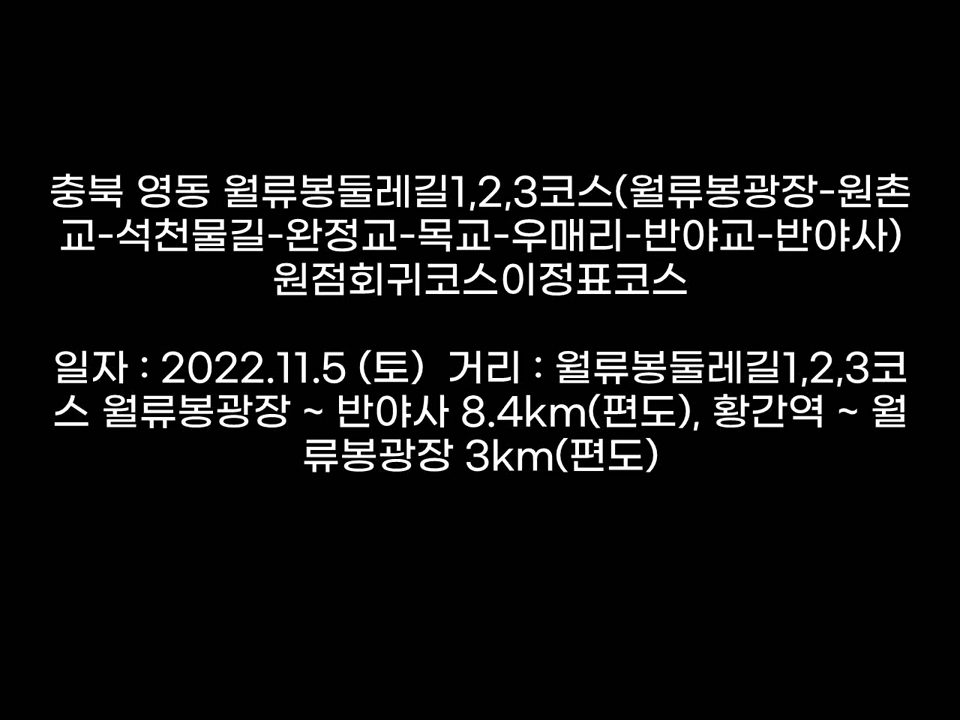 충북 영동 월류봉둘레길1,2,3코스(월류봉광장-원촌
교-석천물길-완정교-목교-우매리-반야교-반야사)
원점회귀코스이정표코스
일자 : 2022.11.5 (토)  거리 : 월류봉둘레길1,2,3코
스 월류봉광장 ~ 반야사 8.4km(편도), 황간역 ~ 월
류봉광장 3km(편도)